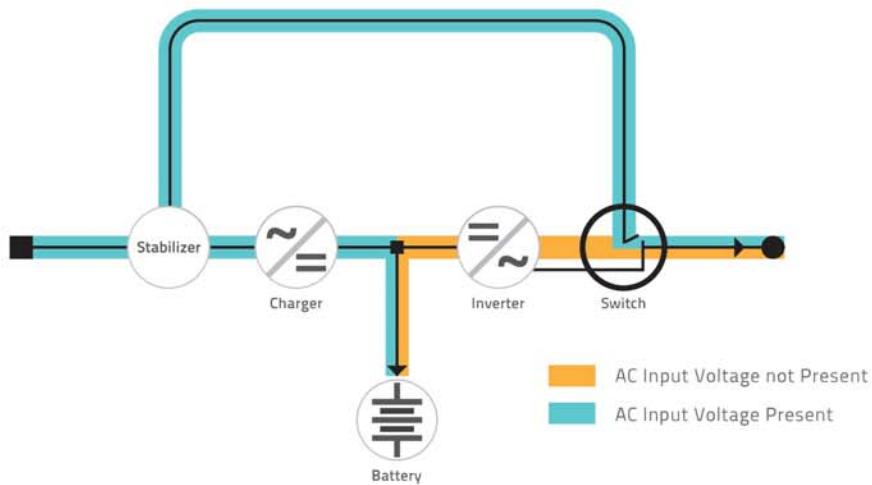 Stabilizer
Charger
Inverter
Switch
Battery
AC Input Voltage not Present
AC Input Voltage Present